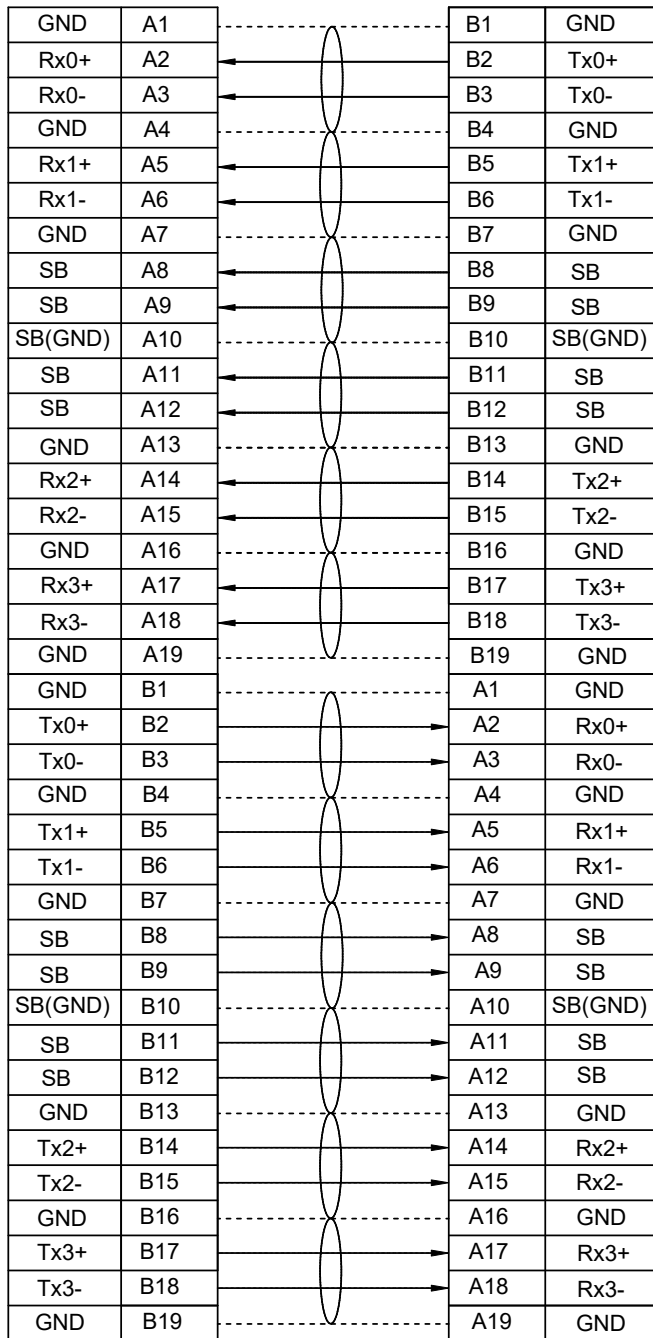 GND A1 B1 GND
Rx0+ A2 B2 Tx0+
Rx0- A3 B3 Tx0-
GND A4 B4 GND
Rx1+ A5 B5 Tx1+
Rx1- A6 B6 Tx1-
GND A7 B7 GND
SB A8 B8 SB
SB A9 B9 SB
SB(GND) A10 B10 SB(GND)
SB A11 B11 SB
SB A12 B12 SB
GND A13 B13 GND
Rx2+ A14 B14 Tx2+
Rx2- A15 B15 Tx2-
GND A16 B16 GND
Rx3+ A17 B17 Tx3+
Rx3- A18 B18 Tx3-
GND A19 B19 GND
GND B1 A1 GND
Tx0+ B2 A2 Rx0+
Tx0- B3 A3 Rx0-
GND B4 A4 GND
Tx1+ B5 A5 Rx1+
Tx1- B6 A6 Rx1-
GND B7 A7 GND
SB B8 A8 SB
SB B9 A9 SB
SB(GND) B10 A10 SB(GND)
SB B11 A11 SB
SB B12 A12 SB
GND B13 A13 GND
Tx2+ B14 A14 Rx2+
Tx2- B15 A15 Rx2-
GND B16 A16 GND
Tx3+ B17 A17 Rx3+
Tx3- B18 A18 Rx3-
GND B19 A19 GND